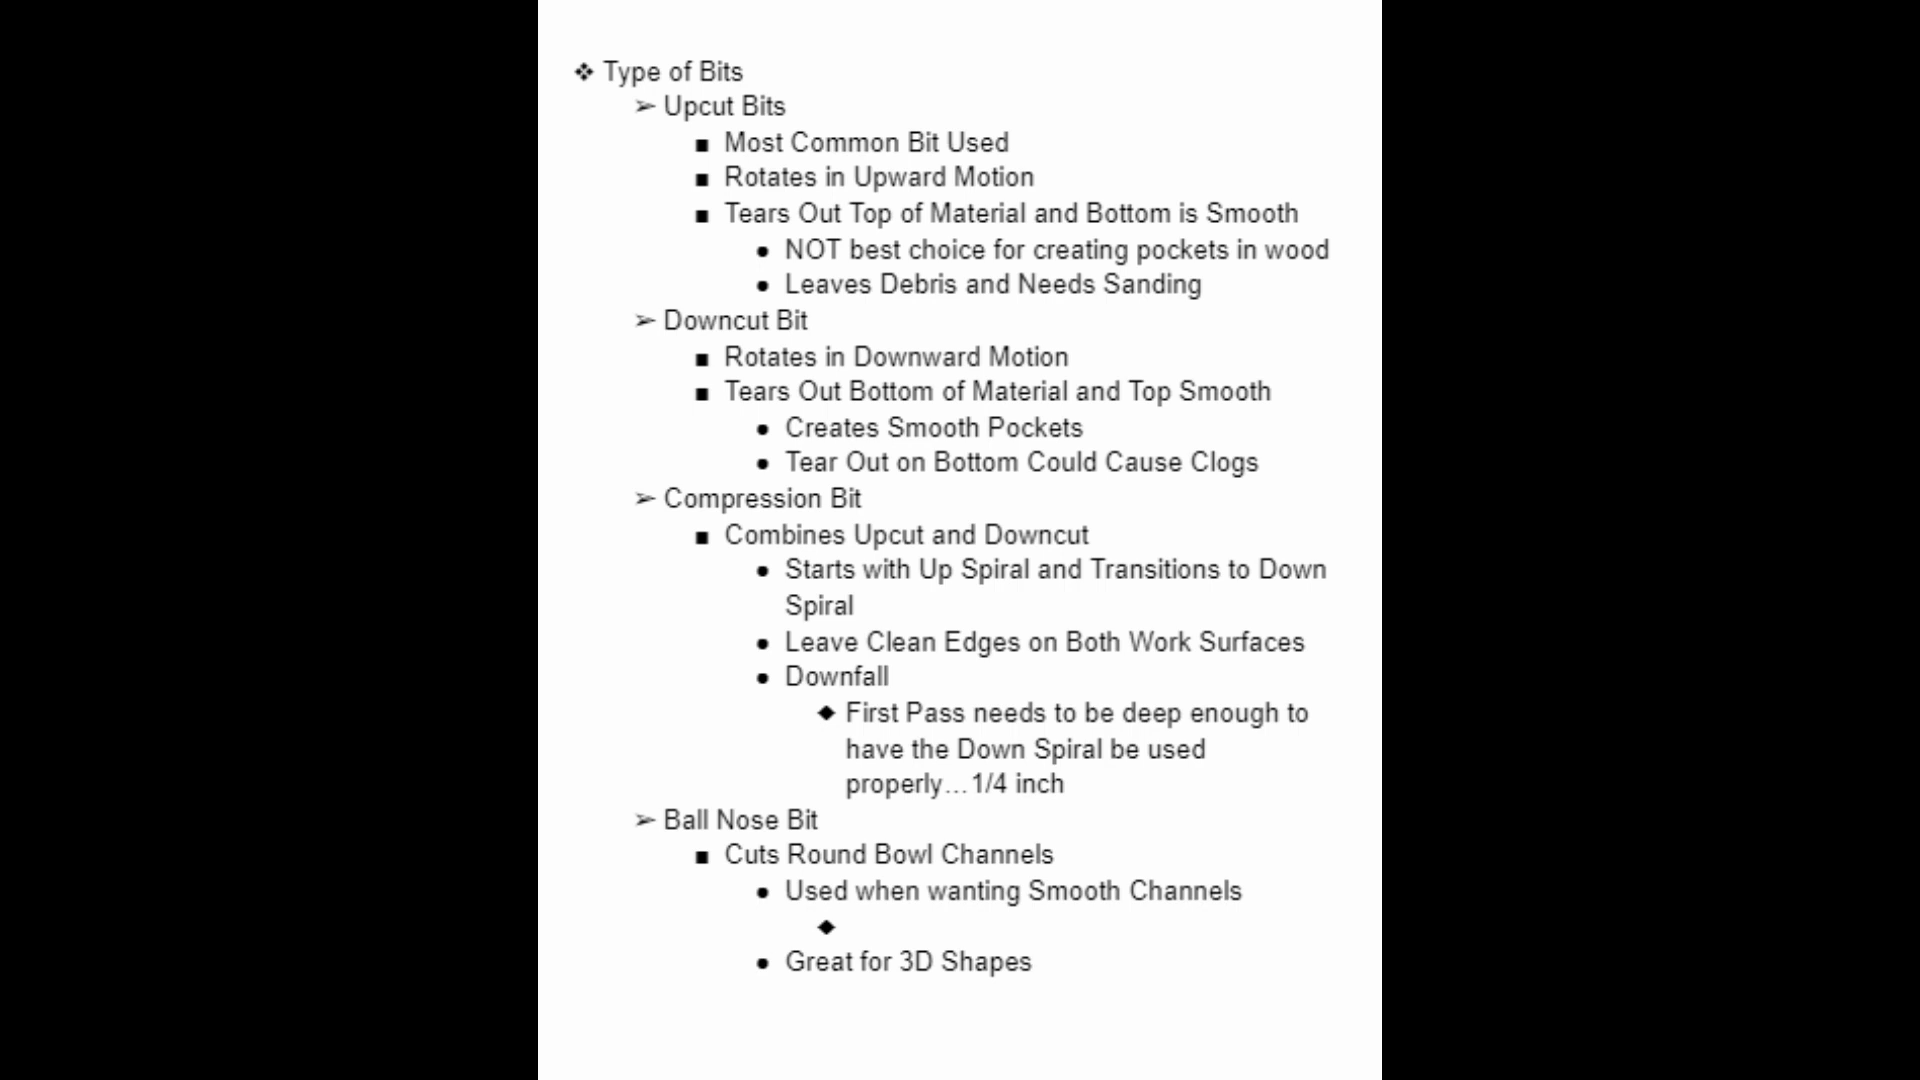 ❖ Type of Bits
➢ Upcut Bits
■ Most Common Bit Used
■ Rotates in Upward Motion
■ Tears Out Top of Material and Bottom is Smooth
● NOT best choice for creating pockets in wood
● Leaves Debris and Needs Sanding
➢ Downcut Bit
■ Rotates in Downward Motion
■ Tears Out Bottom of Material and Top Smooth
● Creates Smooth Pockets
● Tear Out on Bottom Could Cause Clogs
➢ Compression Bit
■ Combines Upcut and Downcut
● Starts with Up Spiral and Transitions to Down
Spiral
● Leave Clean Edges on Both Work Surfaces
● Downfall
◆ First Pass needs to be deep enough to
have the Down Spiral be used
properly…1/4 inch
➢ Ball Nose Bit
■ Cuts Round Bowl Channels
● Used when wanting Smooth Channels
◆
● Great for 3D Shapes